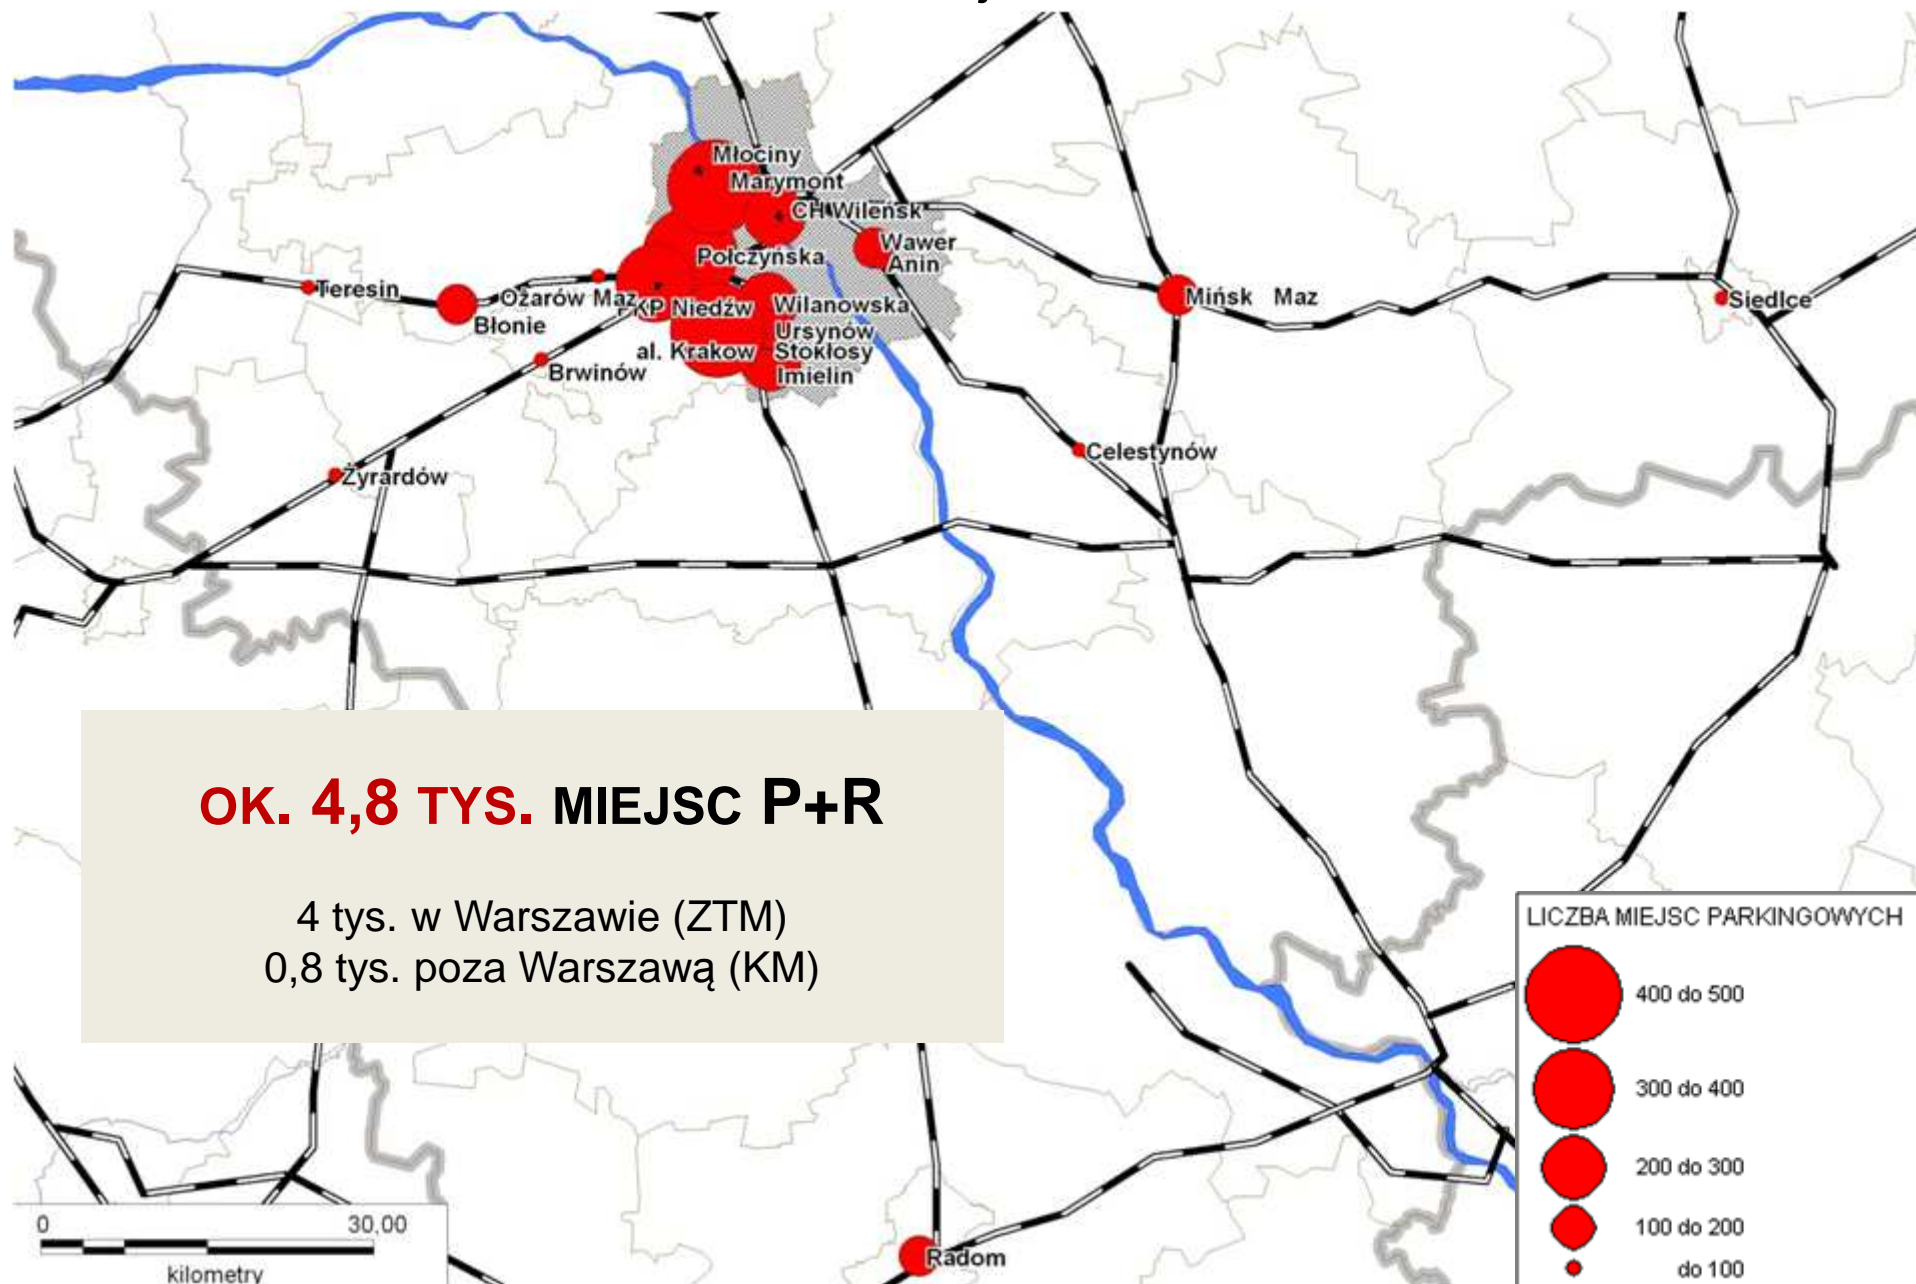 Młociny
Marymont
CH Wileńsk
Wawer
Anin
Połczyńska
Teresin
Ożarów Maz
Błonie
PKP Niedźw
Wilanowska
Ursynów
al. Krakow
Stokłosy
Imielin
Brwinów
Mińsk Maz
Siedlce
Celestynów
Żyrardów
OK. 4,8 TYS. MIEJSC P+R
4 tys. w Warszawie (ZTM)
0,8 tys. poza Warszawą (KM)
LICZBA MIEJSC PARKINGOWYCH
400 do 500
300 do 400
200 do 300
100 do 200
do 100
0 30,00
kilometry
Radom